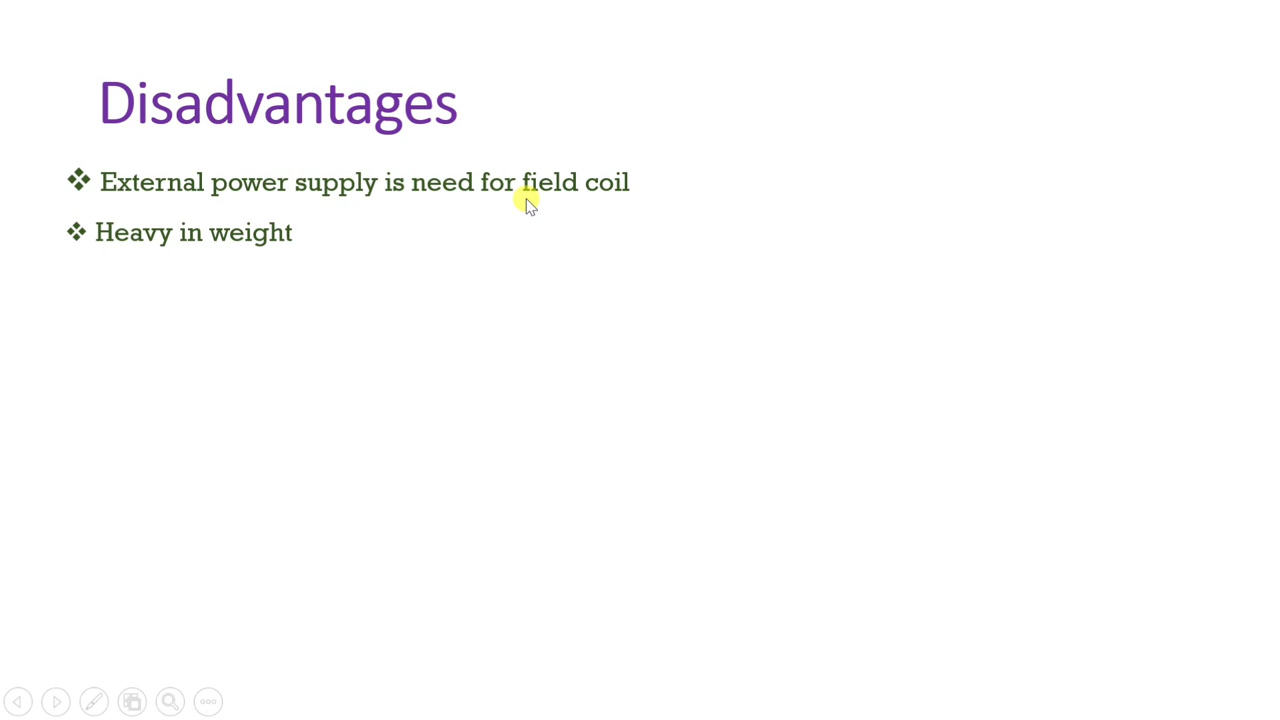 Disadvantages
❖ External power supply is need for field coil
❖ Heavy in weight